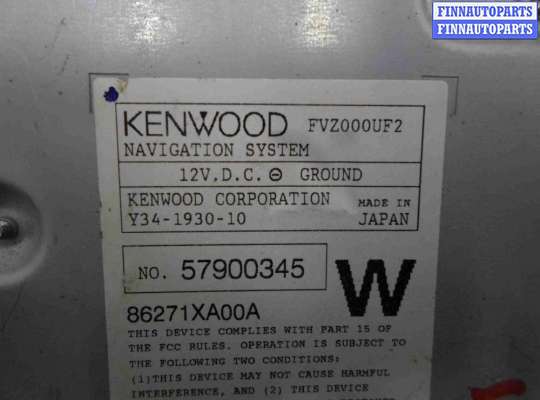 FINNAUTOPARTS
FINNAUTOPARTS
KENWOOD FVZ000UF2
NAVIGATION SYSTEM
12V.D.C. ⊖ GROUND
KENWOOD CORPORATION MADE IN
Y34-1930-10 JAPAN
NO. 57900345
W
86271XA00A
THIS DEVICE COMPLIES WITH PART 15 OF
THE FCC RULES. OPERATION IS SUBJECT TO
THE FOLLOWING TWO CONDITIONS:
(1)THIS DEVICE MAY NOT CAUSE HARMFUL
INTERFERENCE, AND (2) THIS DEVICE